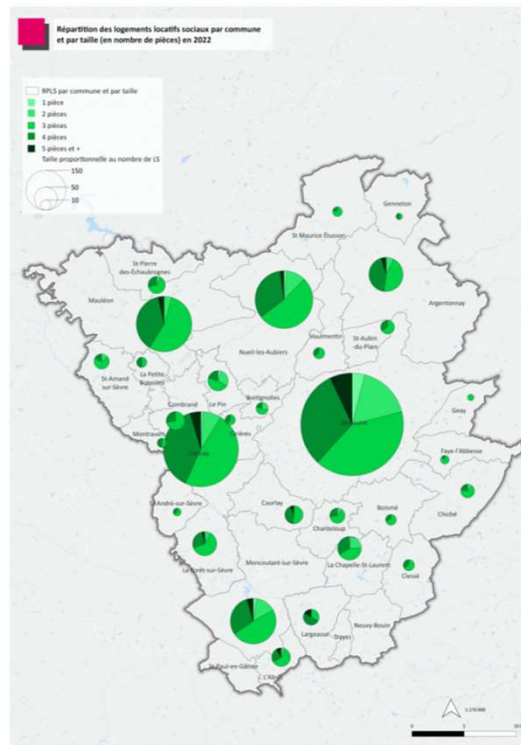 Répartition des logements locatifs sociaux par commune
et par taille (en nombre de pièces) en 2022
RPLS par commune et par taille
1 pièce
2 pièces
3 pièces
4 pièces
5 pièces et +
Taille proportionnelle au nombre de LS
150
50
10
Genneton
St Maurice Étusson
St-Pierre
des-Échaubrognes
Mauléon
Argentonnay
St-Aubin
du-Plain
Voulmentin
Nueil-les-Aubiers
La Petite
Boissière
St-Amand
sur-Sèvre
Combrand
Le Pin
Bretignolles
Cirières
Geay
Faye-l'Abbesse
St-André-sur-Sèvre
Courlay
Chanteloup
Boismé
Chiché
La Forêt-sur-Sèvre
Moncoutant-sur-Sèvre
La Chapelle-St-Laurent
Clessé
Largeasse
Trayes
Neuvy-Bouin
St-Paul-en-Gâtine